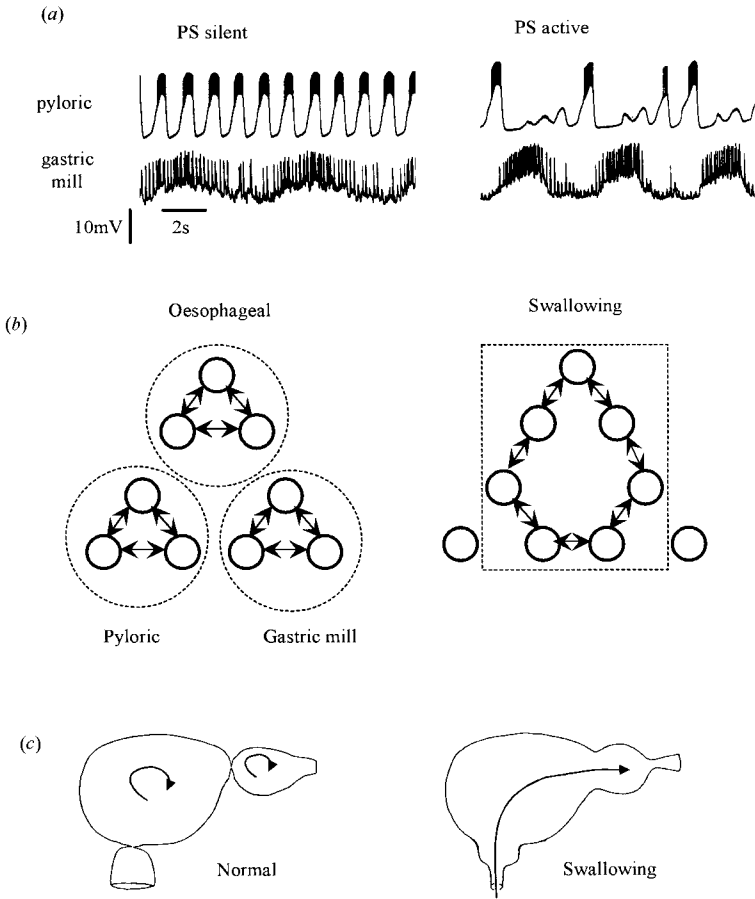 (a)
PS silent
PS active
pyloric
gastric
mill
10mV
2s
(b)
Oesophageal
Swallowing
Pyloric
Gastric mill
(c)
Normal
Swallowing